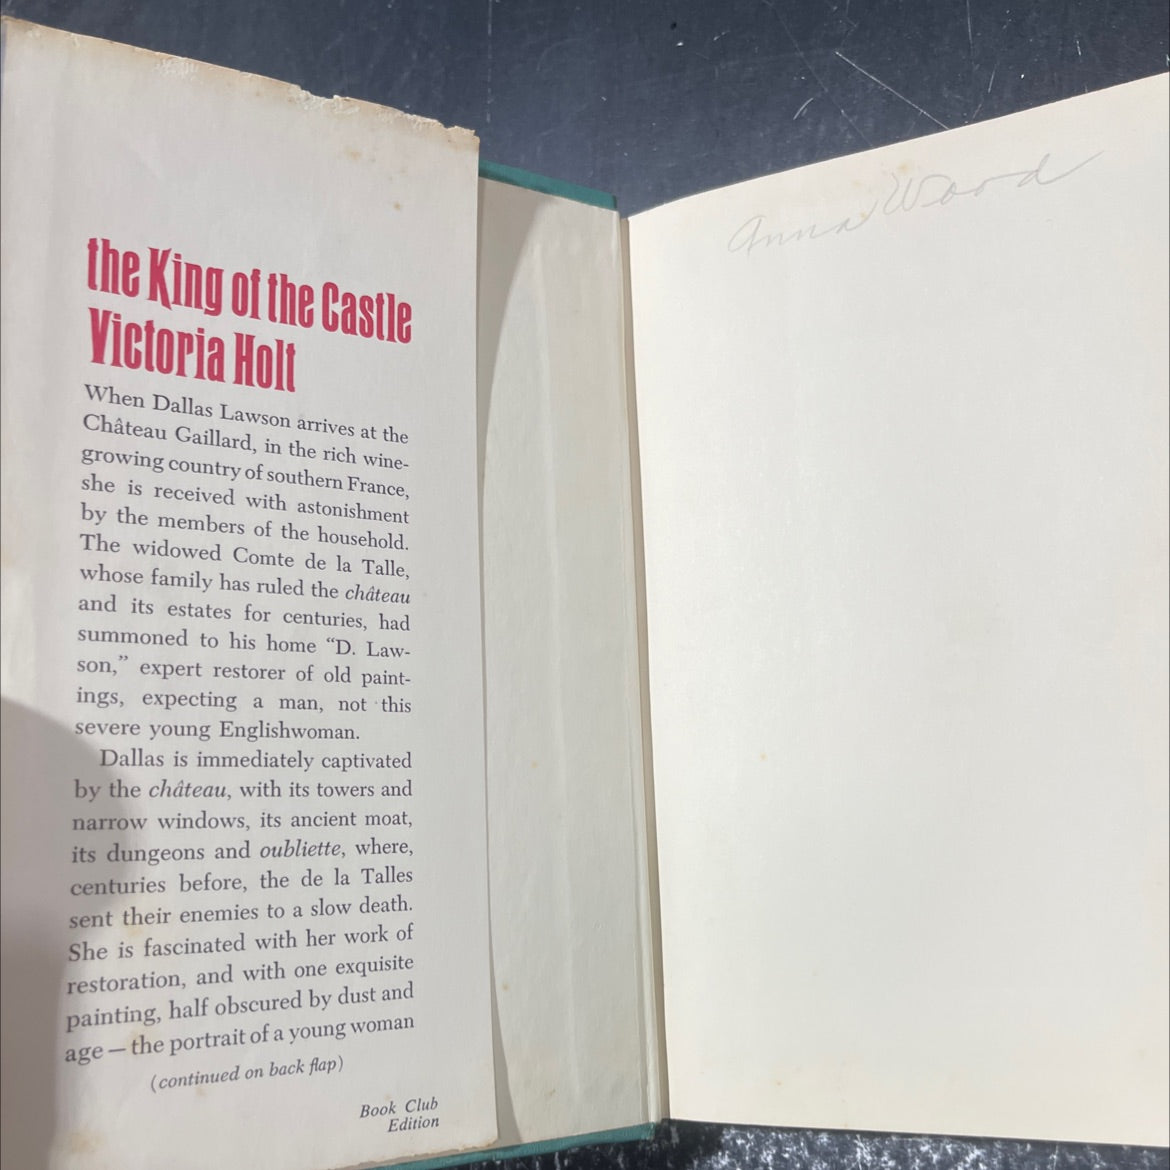 the King of the Castle
Victoria Holt
When Dallas Lawson arrives at the
Château Gaillard, in the rich wine-
growing country of southern France,
she is received with astonishment
by the members of the household.
The widowed Comte de la Talle,
whose family has ruled the château
and its estates for centuries, had
summoned to his home “D. Law-
son,” expert restorer of old paint-
ings, expecting a man, not this
severe young Englishwoman.
Dallas is immediately captivated
by the château, with its towers and
narrow windows, its ancient moat,
its dungeons and oubliette, where,
centuries before, the de la Talles
sent their enemies to a slow death.
She is fascinated with her work of
restoration, and with one exquisite
painting, half obscured by dust and
age — the portrait of a young woman
(continued on back flap)
Book Club
Edition
Anna Wood